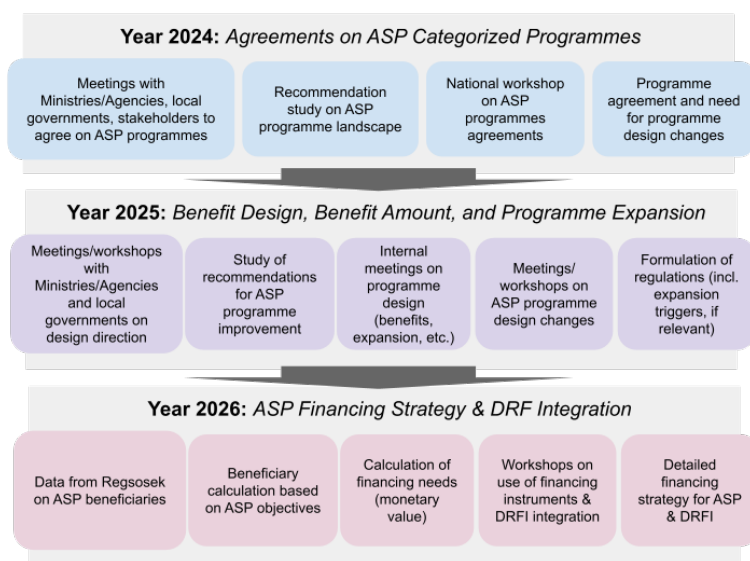 Year 2024: Agreements on ASP Categorized Programmes
Meetings with
Ministries/Agencies, local
governments, stakeholders to
agree on ASP programmes
Recommendation
study on ASP
programme landscape
National workshop
on ASP
programmes
agreements
Programme
agreement and need
for programme
design changes
Year 2025: Benefit Design, Benefit Amount, and Programme Expansion
Meetings/workshops
with
Ministries/Agencies
and local
governments on
design direction
Study of
recommendations
for ASP
programme
improvement
Internal
meetings on
programme
design
(benefits,
expansion, etc.)
Meetings/
workshops on
ASP programme
design changes
Formulation of
regulations (incl.
expansion
triggers, if
relevant)
Year 2026: ASP Financing Strategy & DRF Integration
Data from Regsosek
on ASP beneficiaries
Beneficiary
calculation based
on ASP objectives
Calculation of
financing needs
(monetary
value)
Workshops on
use of financing
instruments &
DRFI integration
Detailed
financing
strategy for ASP
& DRFI